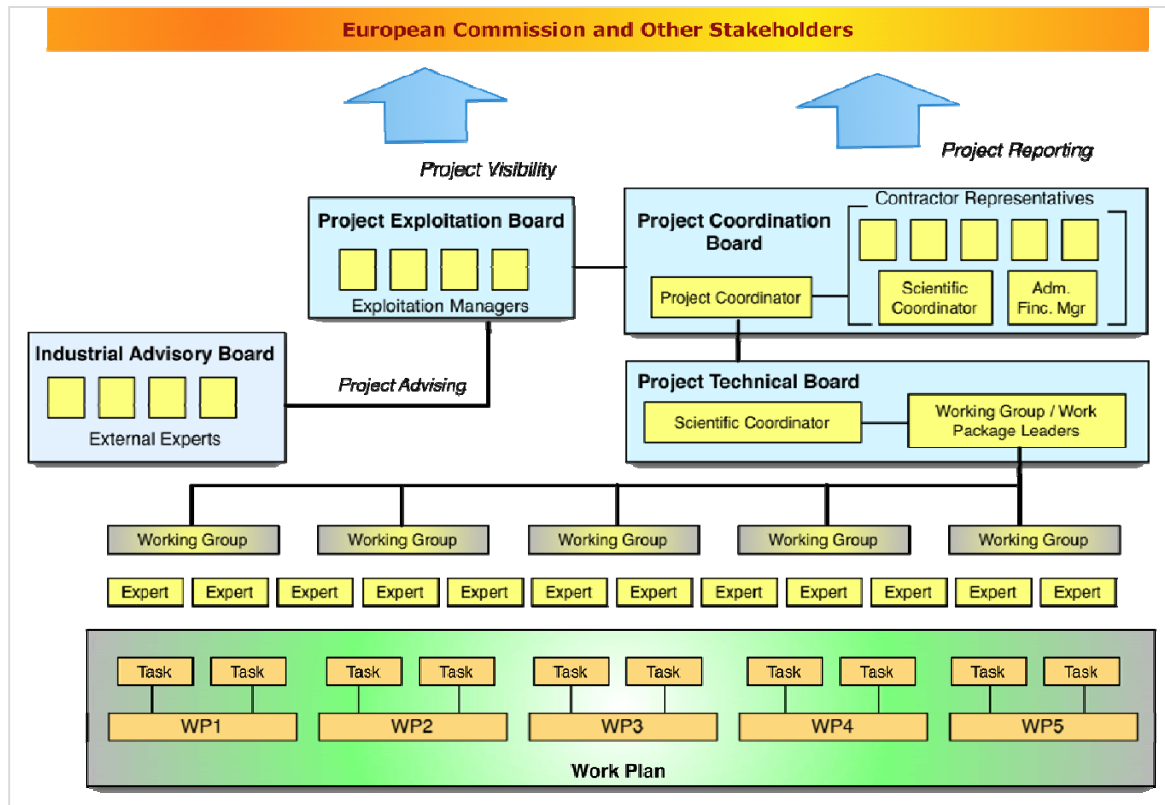 European Commission and Other Stakeholders
Project Visibility
Project Reporting
Project Exploitation Board
Exploitation Managers
Project Coordination
Board
Contractor Representatives
Project Coordinator
Scientific
Coordinator
Adm.
Finc. Mgr
Industrial Advisory Board
External Experts
Project Advising
Project Technical Board
Scientific Coordinator
Working Group / Work
Package Leaders
Working Group Working Group Working Group Working Group Working Group
Expert Expert Expert Expert Expert Expert Expert Expert Expert Expert Expert Expert
Task Task Task Task Task Task Task Task Task Task
WP1 WP2 WP3 WP4 WP5
Work Plan